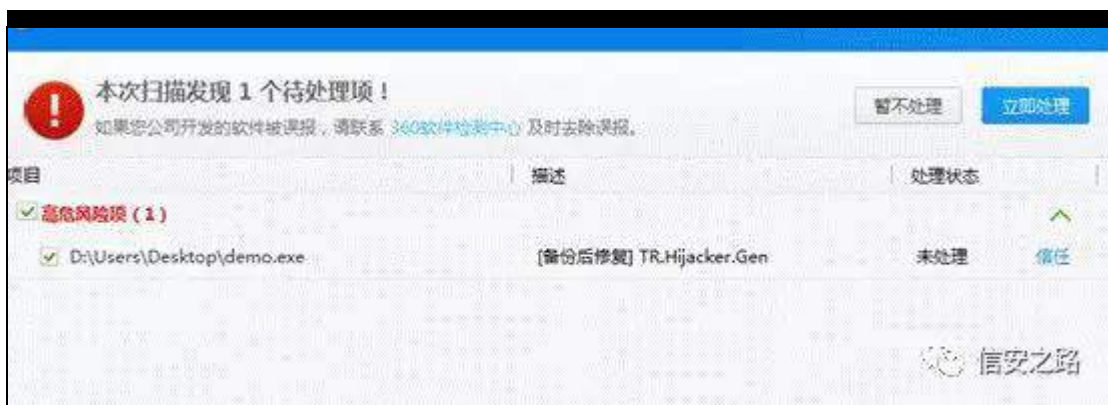 本次扫描发现 1 个待处理项！
暂不处理
立即处理
如果您公司开发的软件被误报，请联系 360软件检测中心 及时去除误报。
项目
描述
处理状态
高危风险项 ( 1 )
D:\Users\Desktop\demo.exe
[备份后修复] TR.Hijacker.Gen
未处理
信任
信安之路